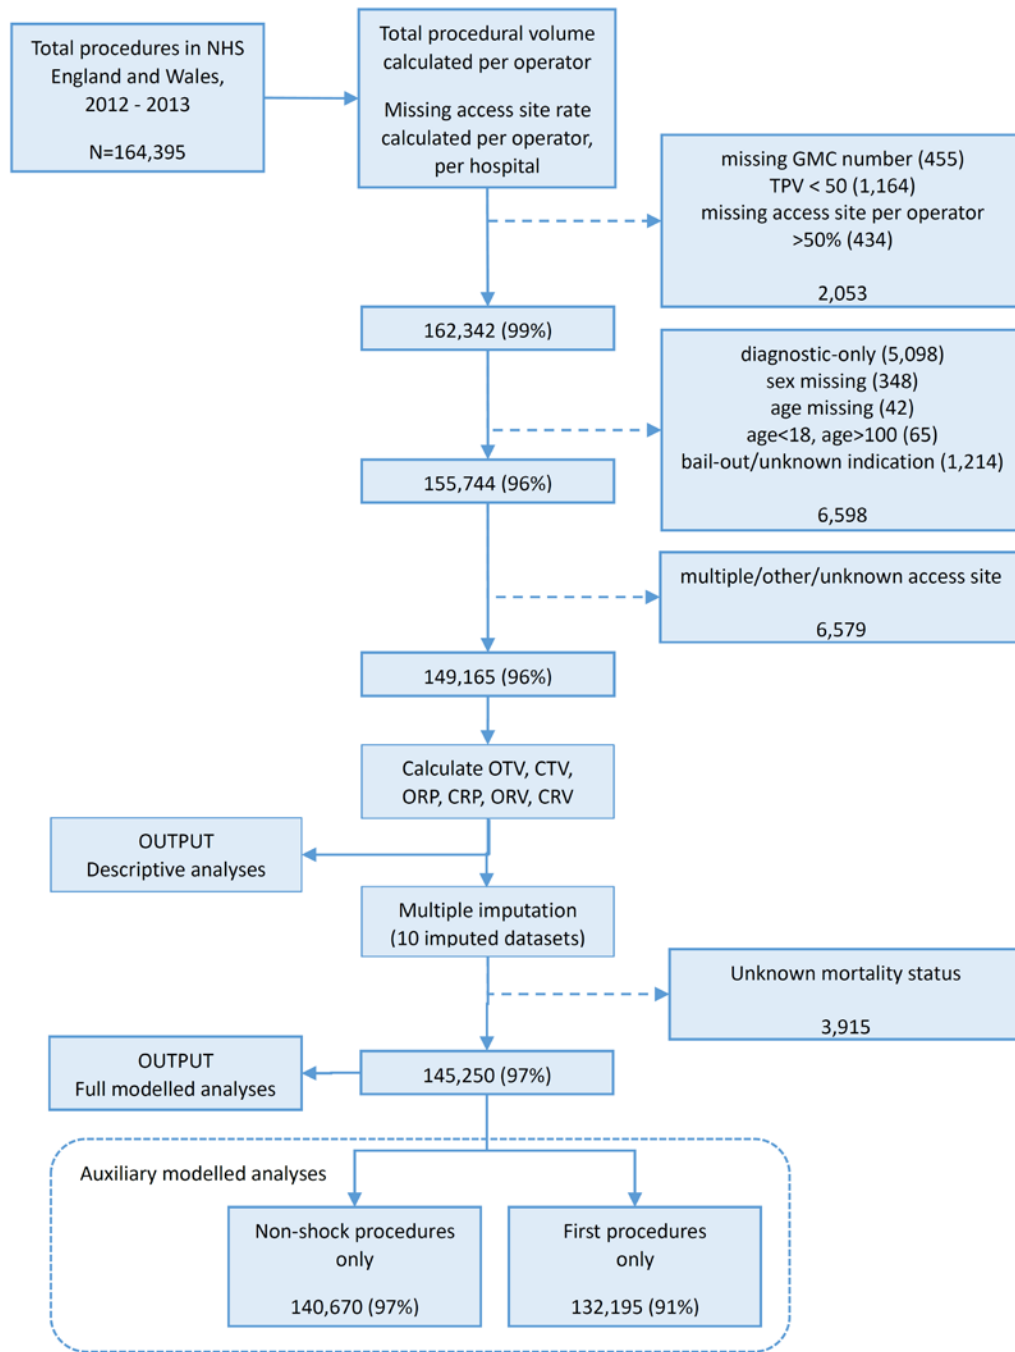 Total procedures in NHS
England and Wales,
2012 - 2013
N=164,395
Total procedural volume
calculated per operator
Missing access site rate
calculated per operator,
per hospital
missing GMC number (455)
TPV < 50 (1,164)
missing access site per operator
>50% (434)
2,053
162,342 (99%)
diagnostic-only (5,098)
sex missing (348)
age missing (42)
age<18, age>100 (65)
bail-out/unknown indication (1,214)
6,598
155,744 (96%)
multiple/other/unknown access site
6,579
149,165 (96%)
Calculate OTV, CTV,
ORP, CRP, ORV, CRV
OUTPUT
Descriptive analyses
Multiple imputation
(10 imputed datasets)
Unknown mortality status
3,915
OUTPUT
Full modelled analyses
145,250 (97%)
Auxiliary modelled analyses
Non-shock procedures
only
140,670 (97%)
First procedures
only
132,195 (91%)